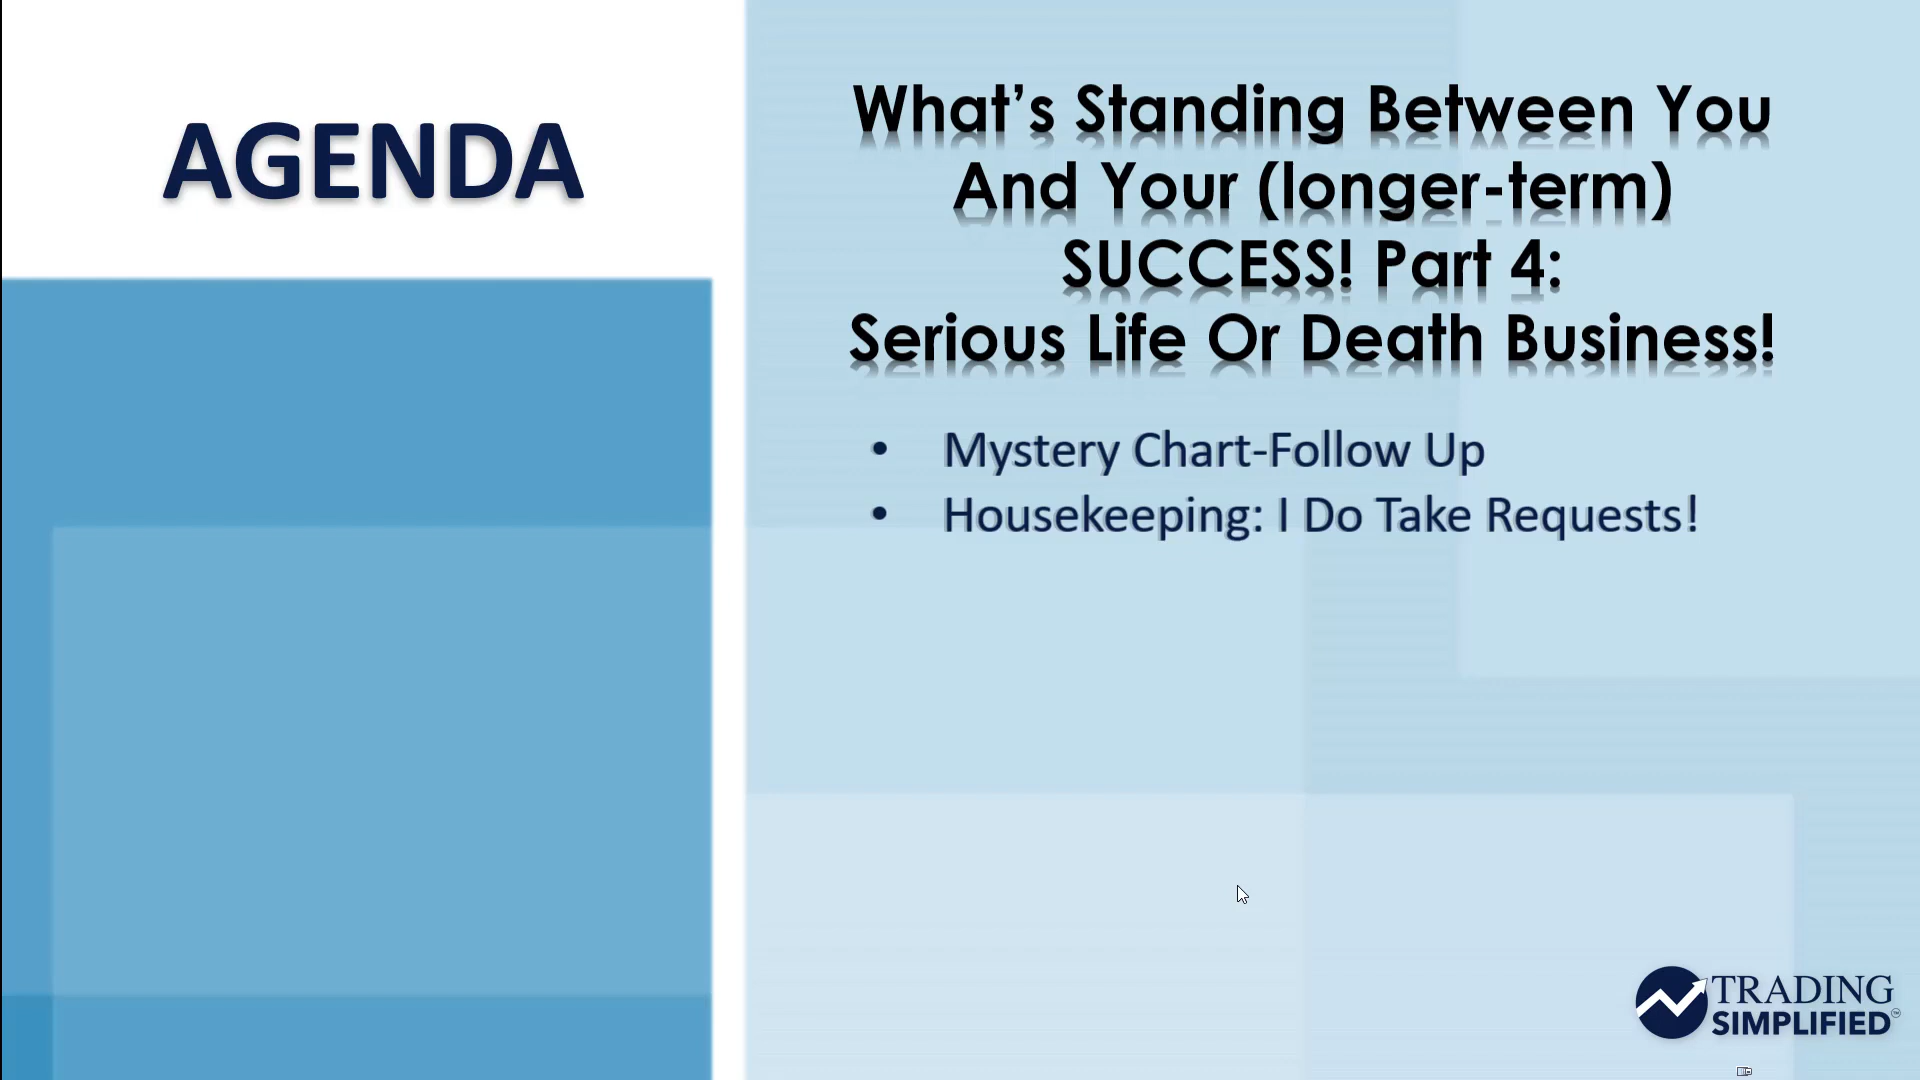 AGENDA
What’s Standing Between You
And Your (longer-term)
SUCCESS! Part 4:
Serious Life Or Death Business!
• Mystery Chart-Follow Up
• Housekeeping: I Do Take Requests!
TRADING
SIMPLIFIED™